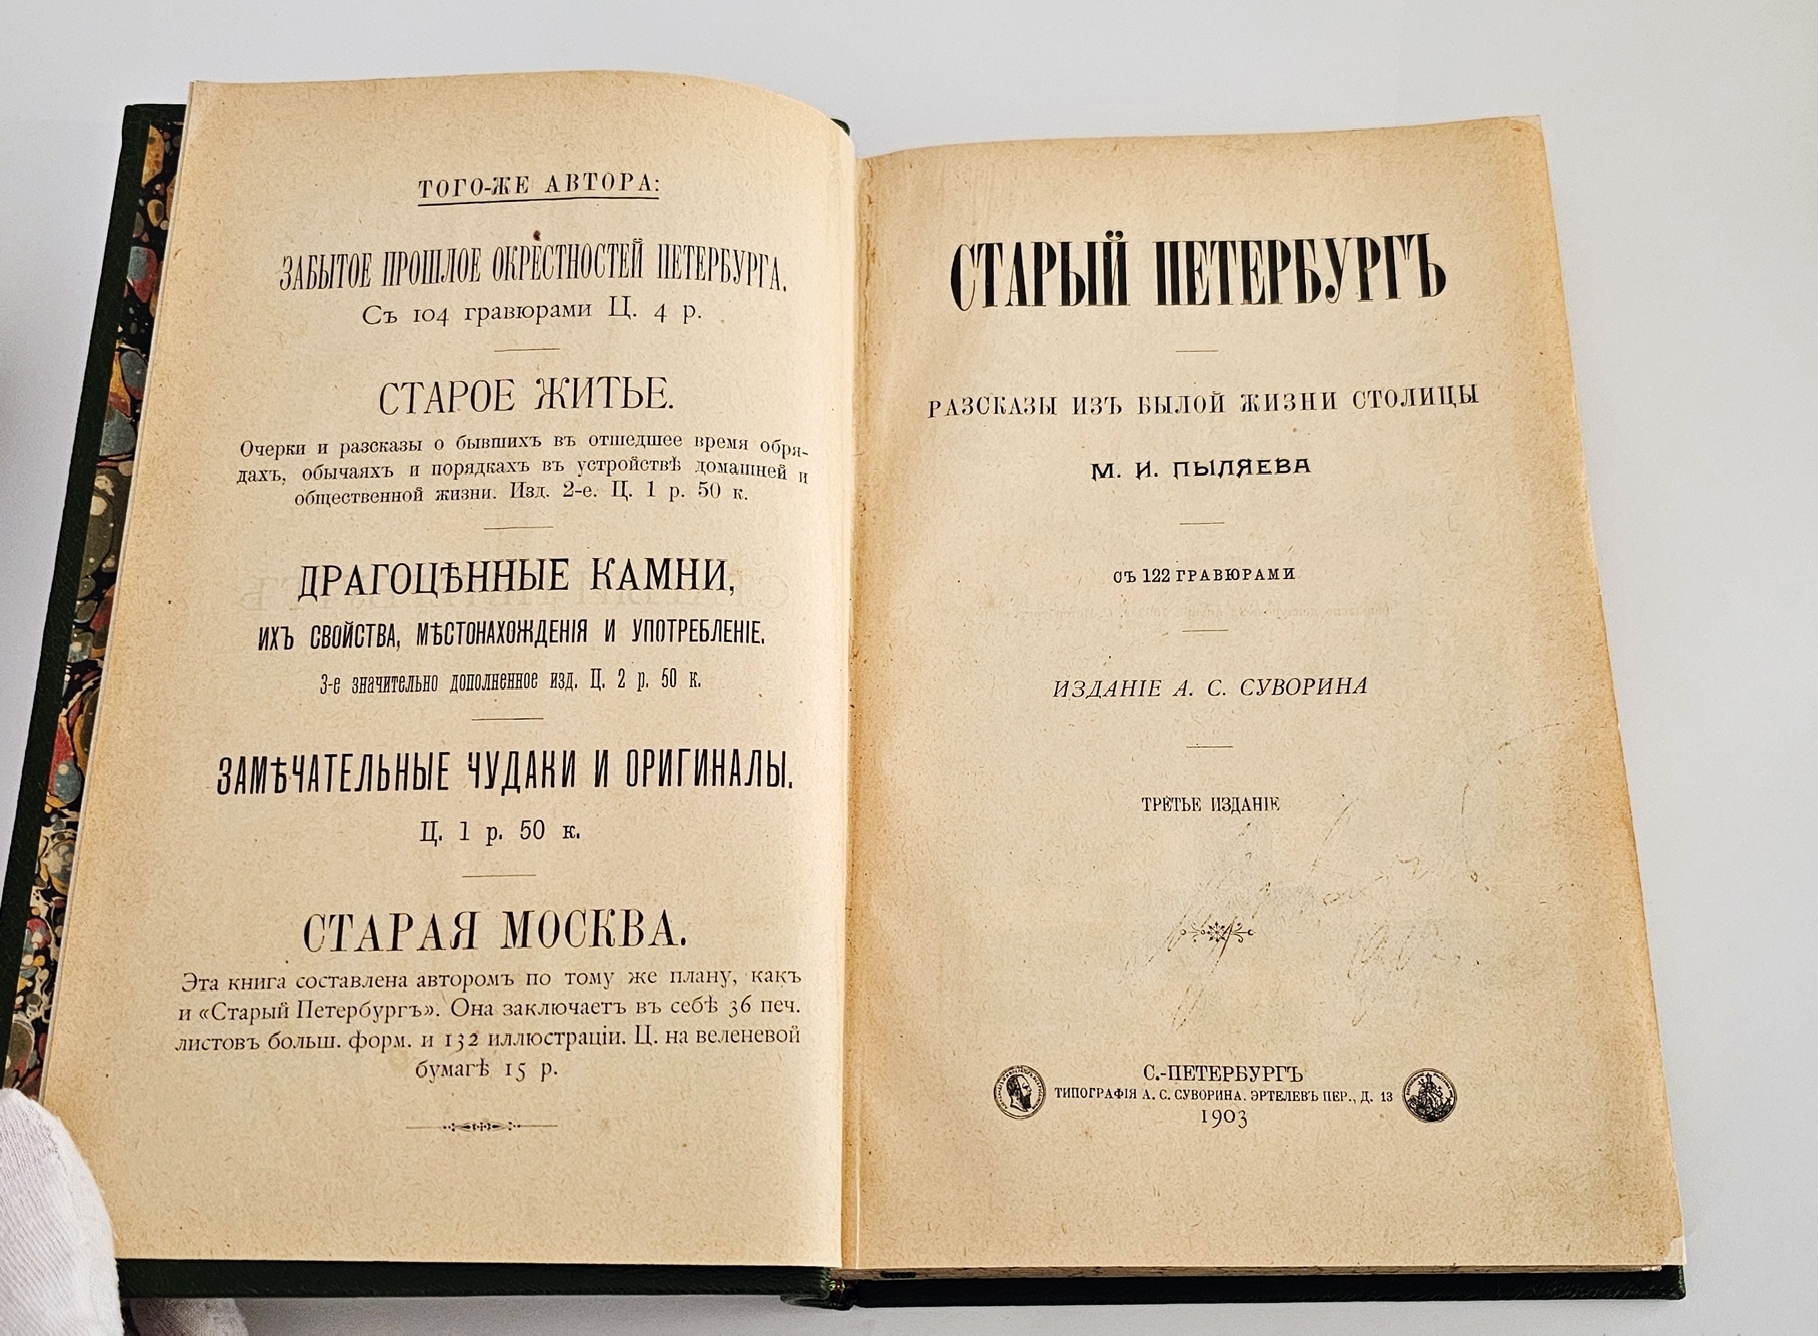 ТОГО-ЖЕ АВТОРА:
ЗАБЫТОЕ ПРОШЛОЕ ОКРЕСТНОСТЕЙ ПЕТЕРБУРГА.
Съ 104 гравюрами Ц. 4 р.
СТАРОЕ ЖИТЬЕ.
Очерки и разсказы о бывшихъ въ отшедшее время обря-
дахъ, обычаяхъ и порядкахъ въ устройствѣ домашней и
общественной жизни. Изд. 2-е. Ц. 1 р. 50 к.
ДРАГОЦѢННЫЕ КАМНИ,
ИХЪ СВОЙСТВА, МѢСТОНАХОЖДЕНІЯ И УПОТРЕБЛЕНІЕ.
3-е значительно дополненное изд. Ц. 2 р. 50 к.
ЗАМѢЧАТЕЛЬНЫЕ ЧУДАКИ И ОРИГИНАЛЫ.
Ц. 1 р. 50 к.
СТАРАЯ МОСКВА.
Эта книга составлена авторомъ по тому же плану, какъ
и «Старый Петербургъ». Она заключаетъ въ себѣ 36 печ.
листовъ больш. форм. и 132 иллюстраціи. Ц. на веленевой
бумагѣ 15 р.
СТАРЫЙ ПЕТЕРБУРГЪ
РАЗСКАЗЫ ИЗЪ БЫЛОЙ ЖИЗНИ СТОЛИЦЫ
М. И. ПЫЛЯЕВА
СЪ 122 ГРАВЮРАМИ
ИЗДАНІЕ А. С. СУВОРИНА
ТРЕТЬЕ ИЗДАНІЕ
С.-ПЕТЕРБУРГЪ
ТИПОГРАФІЯ А. С. СУВОРИНА. ЭРТЕЛЕВЪ ПЕР., Д. 13
1903